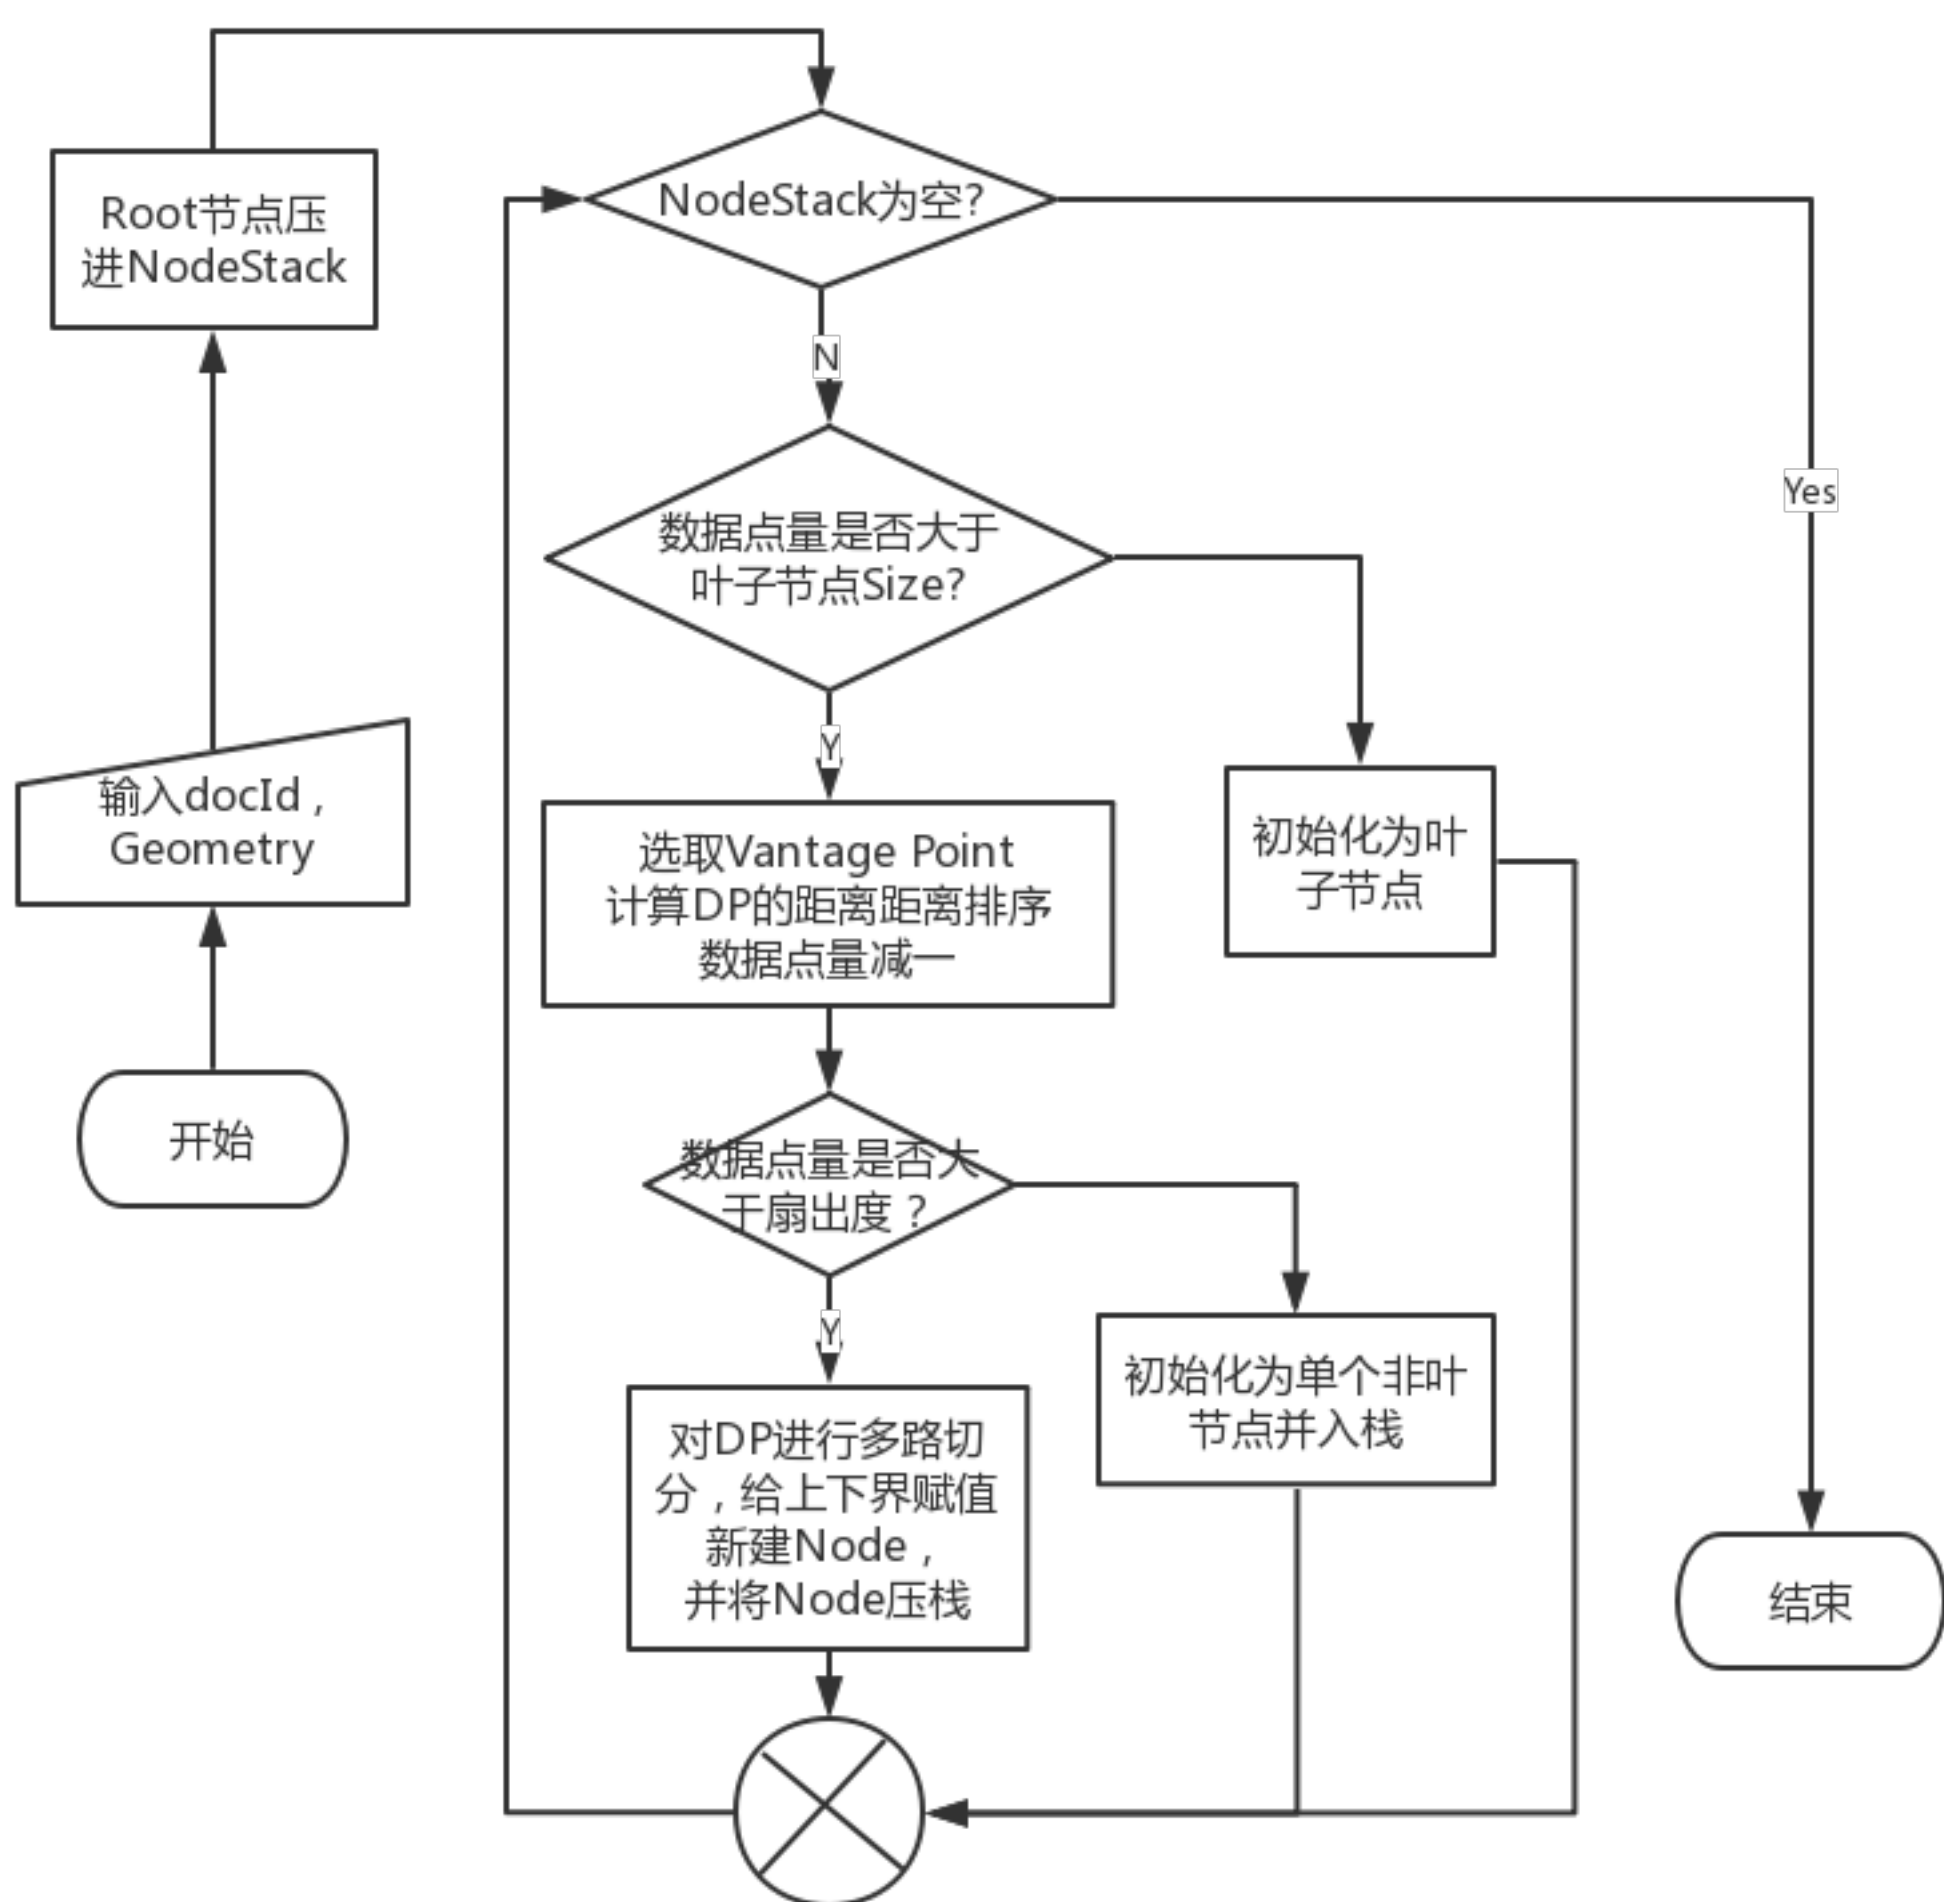 Root节点压
进NodeStack
输入docId，
Geometry
开始
NodeStack为空?
N
Yes
数据点量是否大于
叶子节点Size?
Y
选取Vantage Point
计算DP的距离距离排序
数据点量减一
初始化为叶
子节点
数据点量是否大
于扇出度？
Y
对DP进行多路切
分，给上下界赋值
新建Node，
并将Node压栈
初始化为单个非叶
节点并入栈
结束